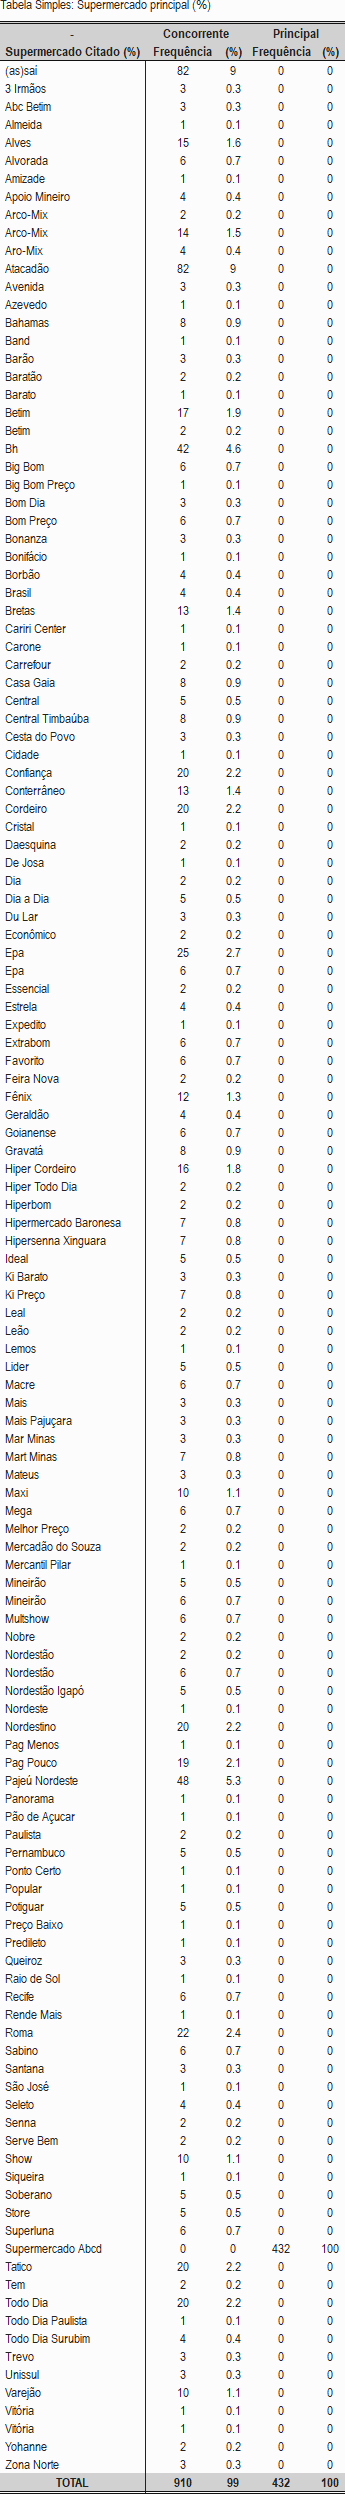 Tabela Simples: Supermercado principal (%)
- Concorrente Principal
Supermercado Citado (%) Frequência (%) Frequência (%)
(as)sai 82 9 0 0
3 Irmãos 3 0.3 0 0
Abc Betim 3 0.3 0 0
Almeida 1 0.1 0 0
Alves 15 1.6 0 0
Alvorada 6 0.7 0 0
Amizade 1 0.1 0 0
Apoio Mineiro 4 0.4 0 0
Arco-Mix 2 0.2 0 0
Arco-Mix 14 1.5 0 0
Aro-Mix 4 0.4 0 0
Atacadão 82 9 0 0
Avenida 3 0.3 0 0
Azevedo 1 0.1 0 0
Bahamas 8 0.9 0 0
Band 1 0.1 0 0
Barão 3 0.3 0 0
Baratão 2 0.2 0 0
Barato 1 0.1 0 0
Betim 17 1.9 0 0
Betim 2 0.2 0 0
Bh 42 4.6 0 0
Big Bom 6 0.7 0 0
Big Bom Preço 1 0.1 0 0
Bom Dia 3 0.3 0 0
Bom Preço 6 0.7 0 0
Bonanza 3 0.3 0 0
Bonifácio 1 0.1 0 0
Borbão 4 0.4 0 0
Brasil 4 0.4 0 0
Bretas 13 1.4 0 0
Cariri Center 1 0.1 0 0
Carone 1 0.1 0 0
Carrefour 2 0.2 0 0
Casa Gaia 8 0.9 0 0
Central 5 0.5 0 0
Central Timbaúba 8 0.9 0 0
Cesta do Povo 3 0.3 0 0
Cidade 1 0.1 0 0
Confiança 20 2.2 0 0
Conterrâneo 13 1.4 0 0
Cordeiro 20 2.2 0 0
Cristal 1 0.1 0 0
Daesquina 2 0.2 0 0
De Josa 1 0.1 0 0
Dia 2 0.2 0 0
Dia a Dia 5 0.5 0 0
Du Lar 3 0.3 0 0
Econômico 2 0.2 0 0
Epa 25 2.7 0 0
Epa 6 0.7 0 0
Essencial 2 0.2 0 0
Estrela 4 0.4 0 0
Expedito 1 0.1 0 0
Extrabom 6 0.7 0 0
Favorito 6 0.7 0 0
Feira Nova 2 0.2 0 0
Fênix 12 1.3 0 0
Geraldão 4 0.4 0 0
Goianense 6 0.7 0 0
Gravatá 8 0.9 0 0
Hiper Cordeiro 16 1.8 0 0
Hiper Todo Dia 2 0.2 0 0
Hiperbom 2 0.2 0 0
Hipermercado Baronesa 7 0.8 0 0
Hipersenna Xinguara 7 0.8 0 0
Ideal 5 0.5 0 0
Ki Barato 3 0.3 0 0
Ki Preço 7 0.8 0 0
Leal 2 0.2 0 0
Leão 2 0.2 0 0
Lemos 1 0.1 0 0
Lider 5 0.5 0 0
Macre 6 0.7 0 0
Mais 3 0.3 0 0
Mais Pajuçara 3 0.3 0 0
Mar Minas 3 0.3 0 0
Mart Minas 7 0.8 0 0
Mateus 3 0.3 0 0
Maxi 10 1.1 0 0
Mega 6 0.7 0 0
Melhor Preço 2 0.2 0 0
Mercadão do Souza 2 0.2 0 0
Mercantil Pilar 1 0.1 0 0
Mineirão 5 0.5 0 0
Mineirão 6 0.7 0 0
Multshow 6 0.7 0 0
Nobre 2 0.2 0 0
Nordestão 2 0.2 0 0
Nordestão 6 0.7 0 0
Nordestão Igapó 5 0.5 0 0
Nordeste 1 0.1 0 0
Nordestino 20 2.2 0 0
Pag Menos 1 0.1 0 0
Pag Pouco 19 2.1 0 0
Pajeú Nordeste 48 5.3 0 0
Panorama 1 0.1 0 0
Pão de Açucar 1 0.1 0 0
Paulista 2 0.2 0 0
Pernambuco 5 0.5 0 0
Ponto Certo 1 0.1 0 0
Popular 1 0.1 0 0
Potiguar 5 0.5 0 0
Preço Baixo 1 0.1 0 0
Predileto 1 0.1 0 0
Queiroz 3 0.3 0 0
Raio de Sol 1 0.1 0 0
Recife 6 0.7 0 0
Rende Mais 1 0.1 0 0
Roma 22 2.4 0 0
Sabino 6 0.7 0 0
Santana 3 0.3 0 0
São José 1 0.1 0 0
Seleto 4 0.4 0 0
Senna 2 0.2 0 0
Serve Bem 2 0.2 0 0
Show 10 1.1 0 0
Siqueira 1 0.1 0 0
Soberano 5 0.5 0 0
Store 5 0.5 0 0
Superluna 6 0.7 0 0
Supermercado Abcd 0 0 432 100
Tatico 20 2.2 0 0
Tem 2 0.2 0 0
Todo Dia 20 2.2 0 0
Todo Dia Paulista 1 0.1 0 0
Todo Dia Surubim 4 0.4 0 0
Trevo 3 0.3 0 0
Unissul 3 0.3 0 0
Varejão 10 1.1 0 0
Vitória 1 0.1 0 0
Vitória 1 0.1 0 0
Yohanne 2 0.2 0 0
Zona Norte 3 0.3 0 0
TOTAL 910 99 432 100